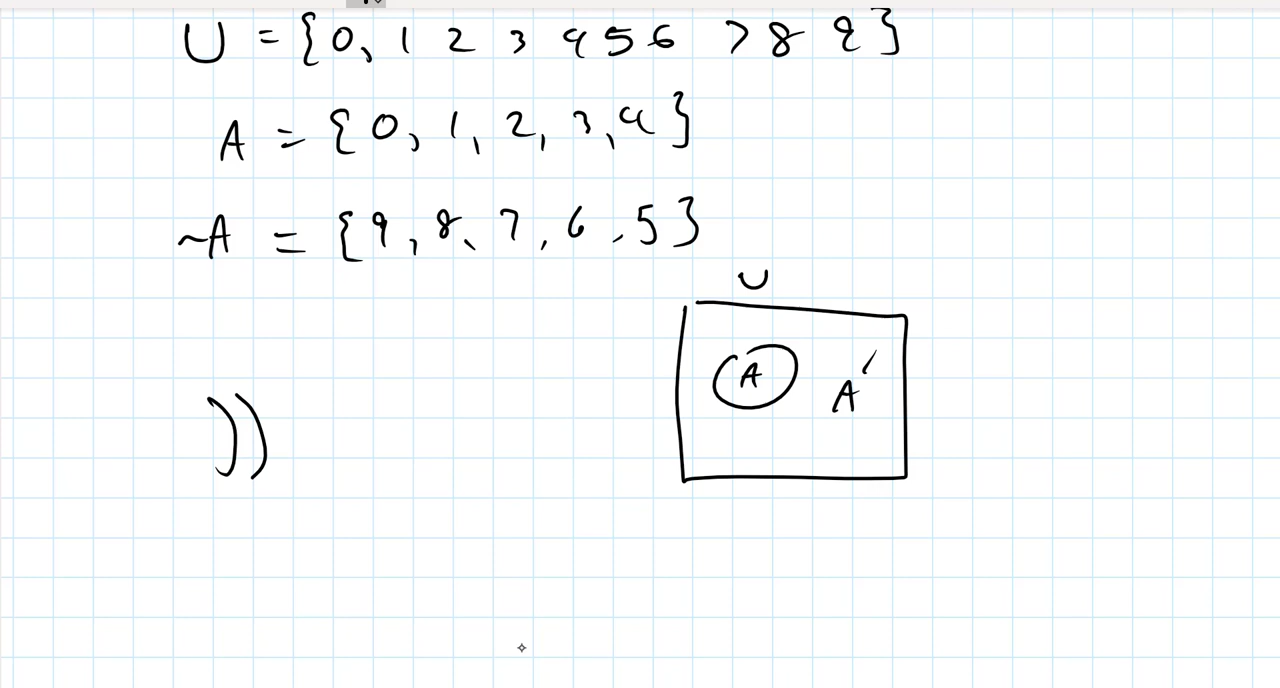 U = {0, 1 2 3 4 5 6 7 8 9}
A = {0, 1, 2, 3, 4}
~A = {9, 8, 7, 6, 5}
U
A A′
))